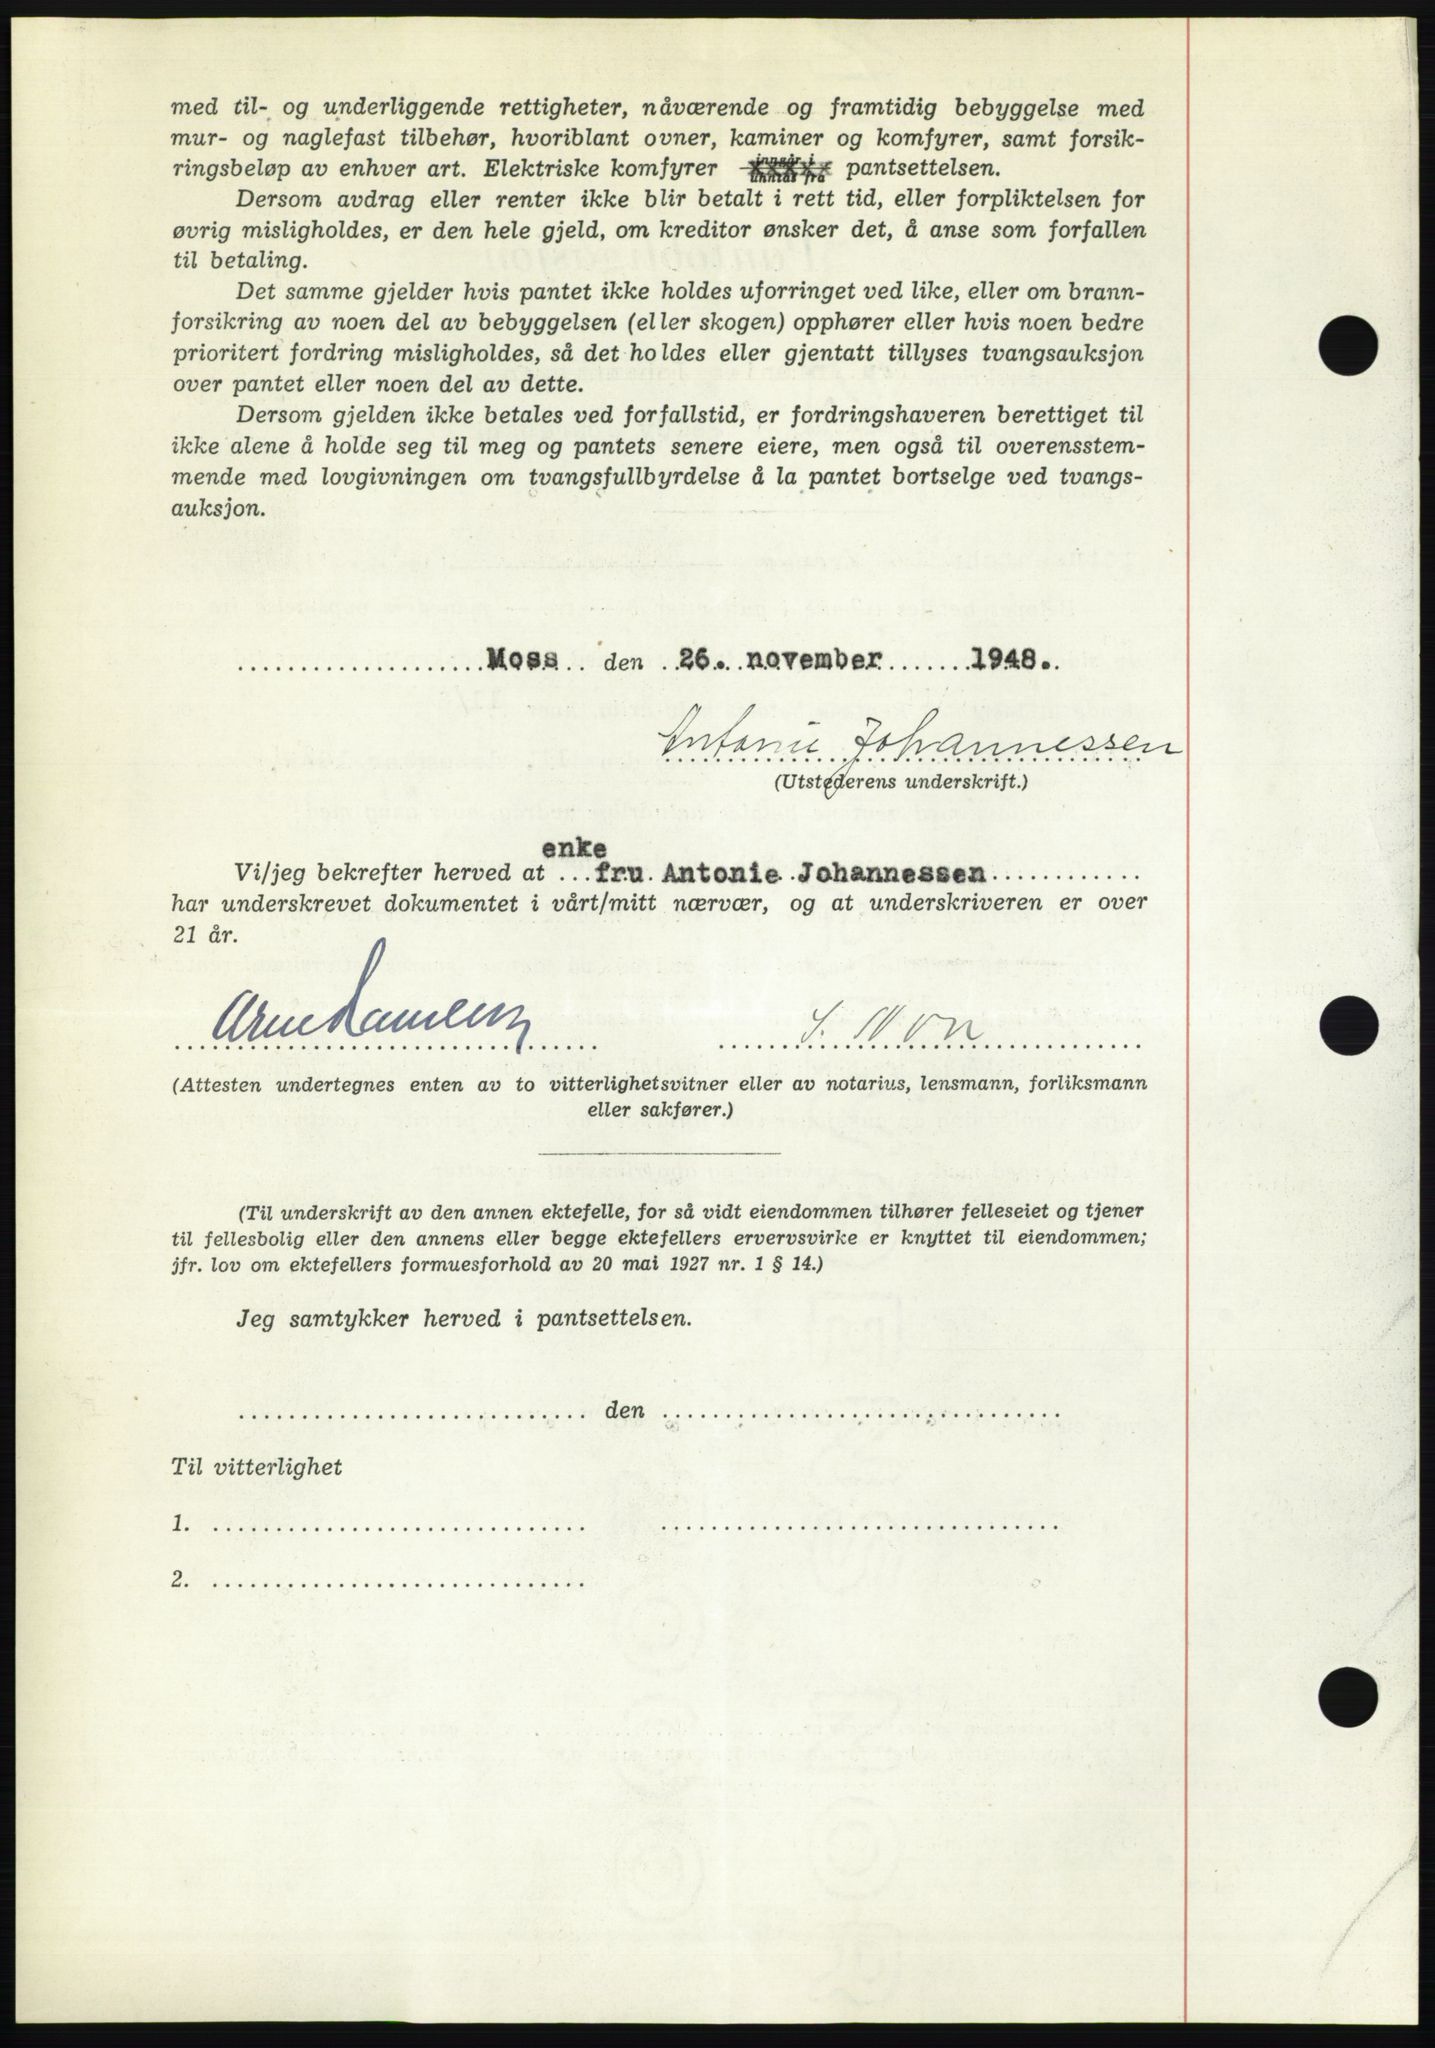 med til- og underliggende rettigheter, nåværende og framtidig bebyggelse med
mur- og naglefast tilbehør, hvoriblant ovner, kaminer og komfyrer, samt forsik-
ringsbeløp av enhver art. Elektriske komfyrer inngår i unntas fra pantsettelsen.
Dersom avdrag eller renter ikke blir betalt i rett tid, eller forpliktelsen for
øvrig misligholdes, er den hele gjeld, om kreditor ønsker det, å anse som forfallen
til betaling.
Det samme gjelder hvis pantet ikke holdes uforringet ved like, eller om brann-
forsikring av noen del av bebyggelsen (eller skogen) opphører eller hvis noen bedre
prioritert fordring misligholdes, så det holdes eller gjentatt tillyses tvangsauksjon
over pantet eller noen del av dette.
Dersom gjelden ikke betales ved forfallstid, er fordringshaveren berettiget til
ikke alene å holde seg til meg og pantets senere eiere, men også til overensstem-
mende med lovgivningen om tvangsfullbyrdelse å la pantet bortselge ved tvangs-
auksjon.
Moss den 26. november 1948.
Antonie Johannessen
(Utstederens underskrift.)
enke
Vi/jeg bekrefter herved at fru Antonie Johannessen
har underskrevet dokumentet i vårt/mitt nærvær, og at underskriveren er over
21 år.
Arne
S.
(Attesten undertegnes enten av to vitterlighetsvitner eller av notarius, lensmann, forliksmann
eller sakfører.)
(Til underskrift av den annen ektefelle, for så vidt eiendommen tilhører felleseiet og tjener
til fellesbolig eller den annens eller begge ektefellers ervervsvirke er knyttet til eiendommen;
jfr. lov om ektefellers formuesforhold av 20 mai 1927 nr. 1 § 14.)
Jeg samtykker herved i pantsettelsen.
den
Til vitterlighet
1.
2.